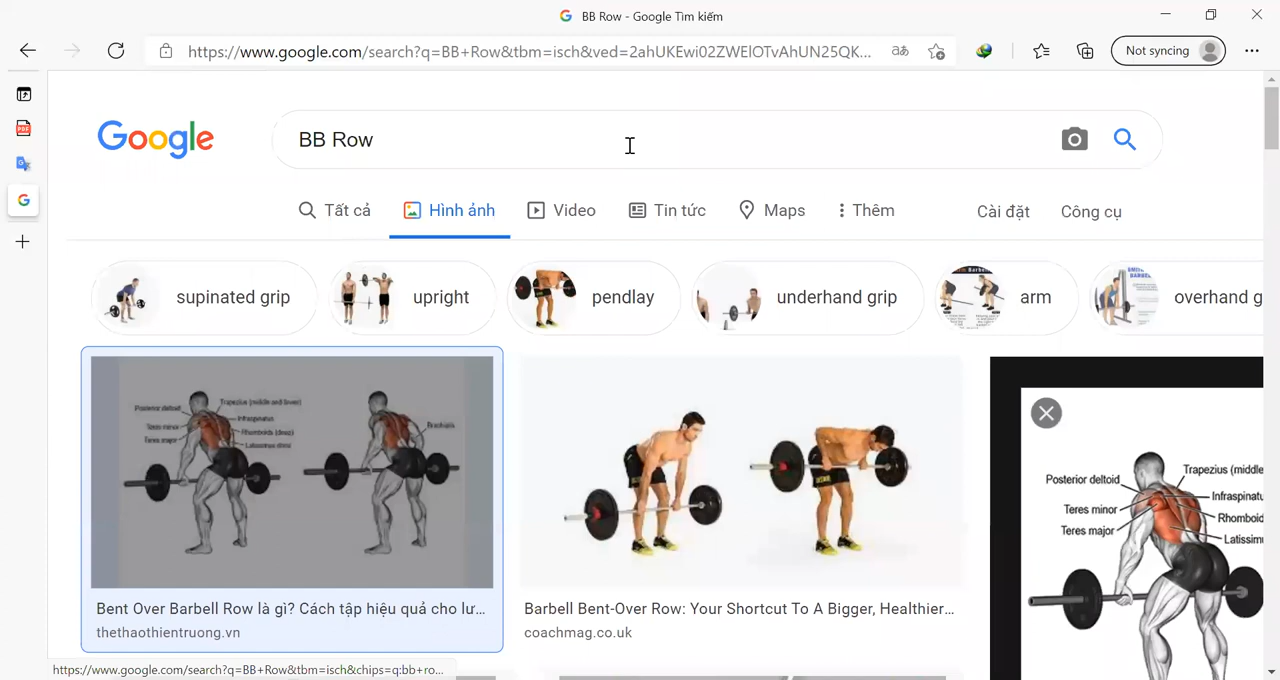 BB Row - Google Tìm kiếm
https://www.google.com/search?q=BB+Row&tbm=isch&ved=2ahUKEwi02ZWElOTvAhUN25QK...
Not syncing
Google
BB Row
Tất cả
Hình ảnh
Video
Tin tức
Maps
Thêm
Cài đặt
Công cụ
supinated grip
upright
pendlay
underhand grip
arm
overhand g
Posterior deltoid
Teres minor
Teres major
Trapezius (middle and lower)
Infraspinatus
Rhomboids (deep)
Latissimus dorsi
Brachialis
Posterior deltoid
Teres minor
Teres major
Trapezius (middle
Infraspinatu
Rhomboid
Latissim
Bent Over Barbell Row là gì? Cách tập hiệu quả cho lư...
thethaothientruong.vn
Barbell Bent-Over Row: Your Shortcut To A Bigger, Healthier...
coachmag.co.uk
https://www.google.com/search?q=BB+Row&tbm=isch&chips=q:bb+ro...